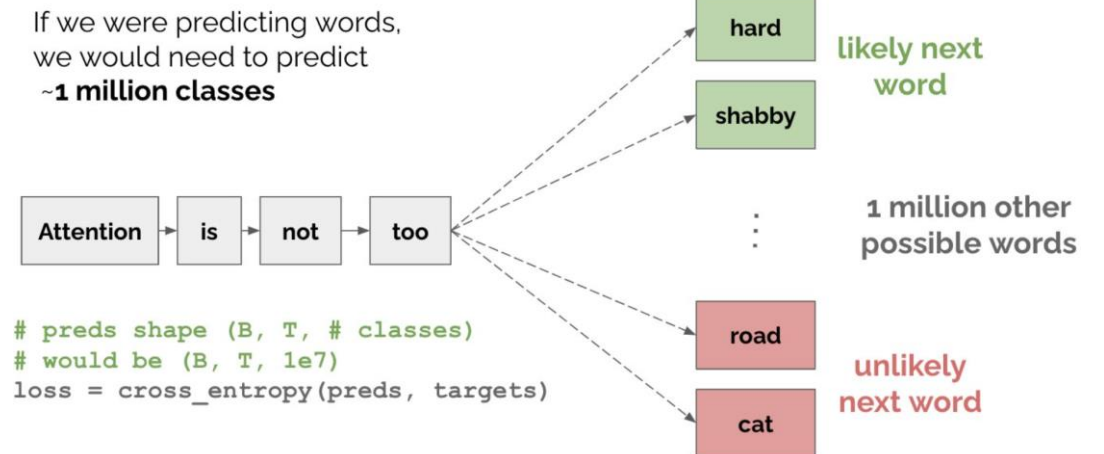 If we were predicting words,
we would need to predict
~1 million classes
hard
likely next
word
shabby
Attention
is
not
too
1 million other
possible words
# preds shape (B, T, # classes)
# would be (B, T, 1e7)
loss = cross_entropy(preds, targets)
road
unlikely
next word
cat